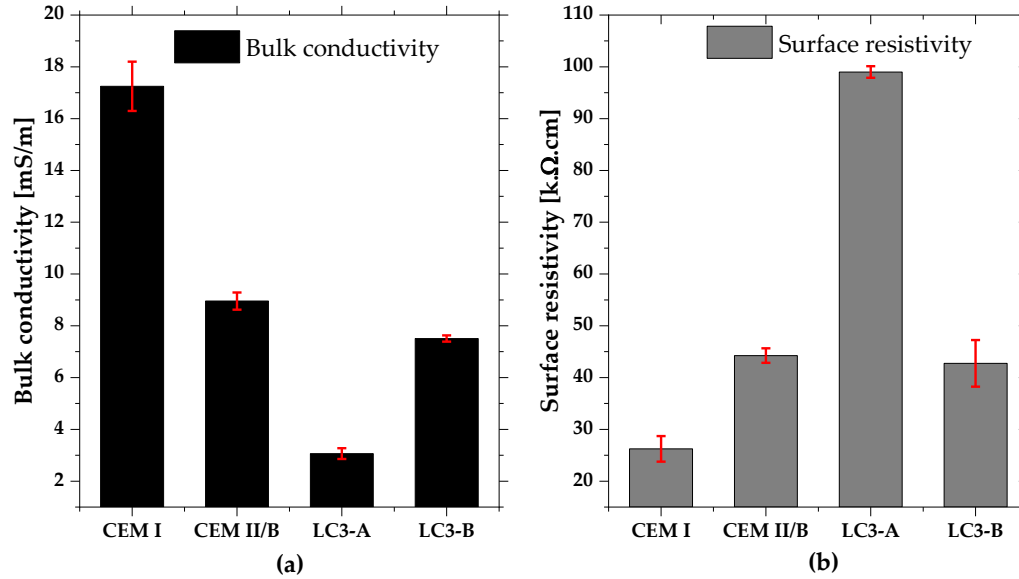 Bulk conductivity [mS/m]
20
18
16
14
12
10
8
6
4
2
Bulk conductivity
CEM I CEM II/B LC3-A LC3-B
(a)
Surface resistivity [k.Ω.cm]
110
100
90
80
70
60
50
40
30
20
Surface resistivity
CEM I CEM II/B LC3-A LC3-B
(b)